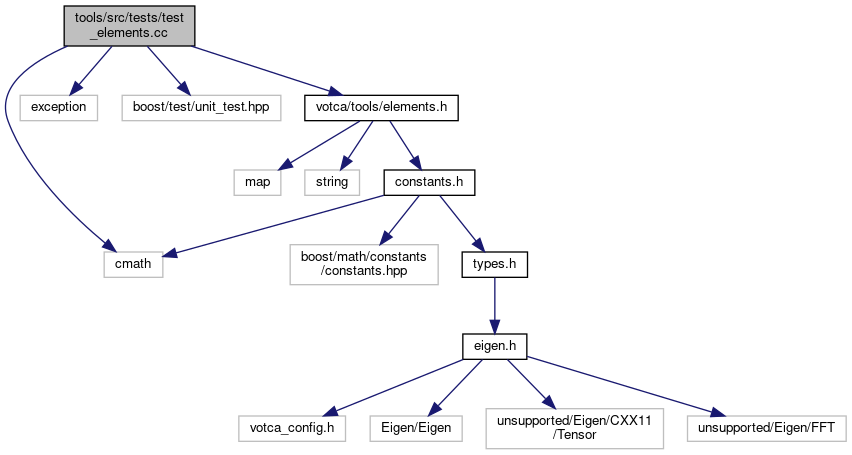 tools/src/tests/test
_elements.cc
exception
boost/test/unit_test.hpp
votca/tools/elements.h
map
string
constants.h
cmath
boost/math/constants
/constants.hpp
types.h
eigen.h
votca_config.h
Eigen/Eigen
unsupported/Eigen/CXX11
/Tensor
unsupported/Eigen/FFT